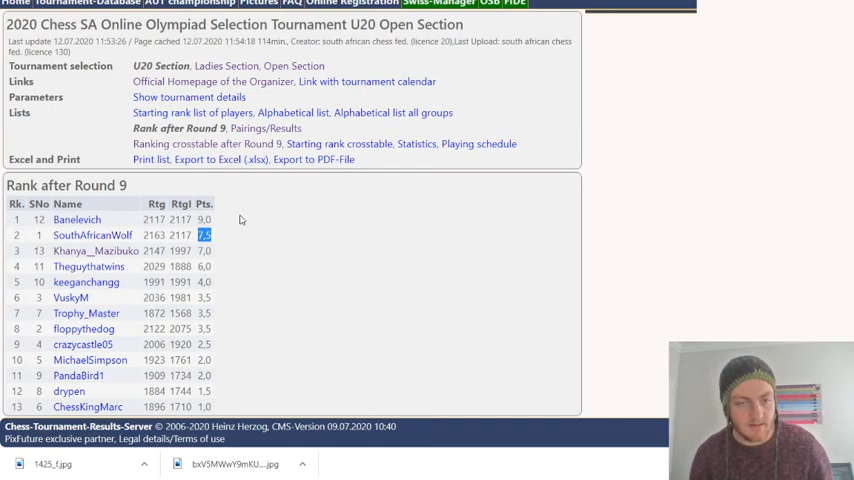 Home Tournament-Database AUT championship Pictures FAQ Online Registration Swiss-Manager ÖSB FIDE
2020 Chess SA Online Olympiad Selection Tournament U20 Open Section
Last update 12.07.2020 11:53:26 / Page cached 12.07.2020 11:54:18 114min., Creator: south african chess fed. (licence 20),Last Upload: south african chess
fed. (licence 130)
Tournament selection U20 Section, Ladies Section, Open Section
Links Official Homepage of the Organizer, Link with tournament calendar
Parameters Show tournament details
Lists Starting rank list of players, Alphabetical list, Alphabetical list all groups
Rank after Round 9, Pairings/Results
Ranking crosstable after Round 9, Starting rank crosstable, Statistics, Playing schedule
Excel and Print Print list, Export to Excel (.xlsx), Export to PDF-File
Rank after Round 9
Rk. SNo Name Rtg RtgI Pts.
1 12 Banelevich 2117 2117 9,0
2 1 SouthAfricanWolf 2163 2117 7,5
3 13 Khanya__Mazibuko 2147 1997 7,0
4 11 Theguythatwins 2029 1888 6,0
5 10 keeganchangg 1991 1991 4,0
6 3 VuskyM 2036 1981 3,5
7 7 Trophy_Master 1872 1568 3,5
8 2 floppythedog 2122 2075 3,5
9 4 crazycastle05 2006 1920 2,5
10 5 MichaelSimpson 1923 1761 2,0
11 9 PandaBird1 1909 1734 2,0
12 8 drypen 1884 1744 1,5
13 6 ChessKingMarc 1896 1710 1,0
Chess-Tournament-Results-Server © 2006-2020 Heinz Herzog, CMS-Version 09.07.2020 10:40
PixFuture exclusive partner, Legal details/Terms of use
1425_f.jpg bxV5MWwY9mKU....jpg